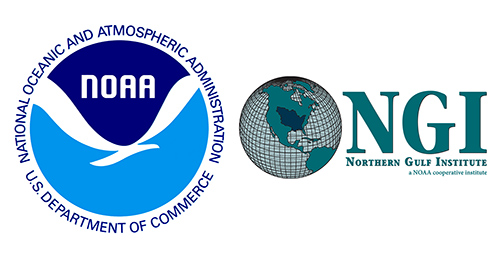 NATIONAL OCEANIC AND ATMOSPHERIC ADMINISTRATION
NOAA
U.S. DEPARTMENT OF COMMERCE
NGI
NORTHERN GULF INSTITUTE
a NOAA cooperative institute